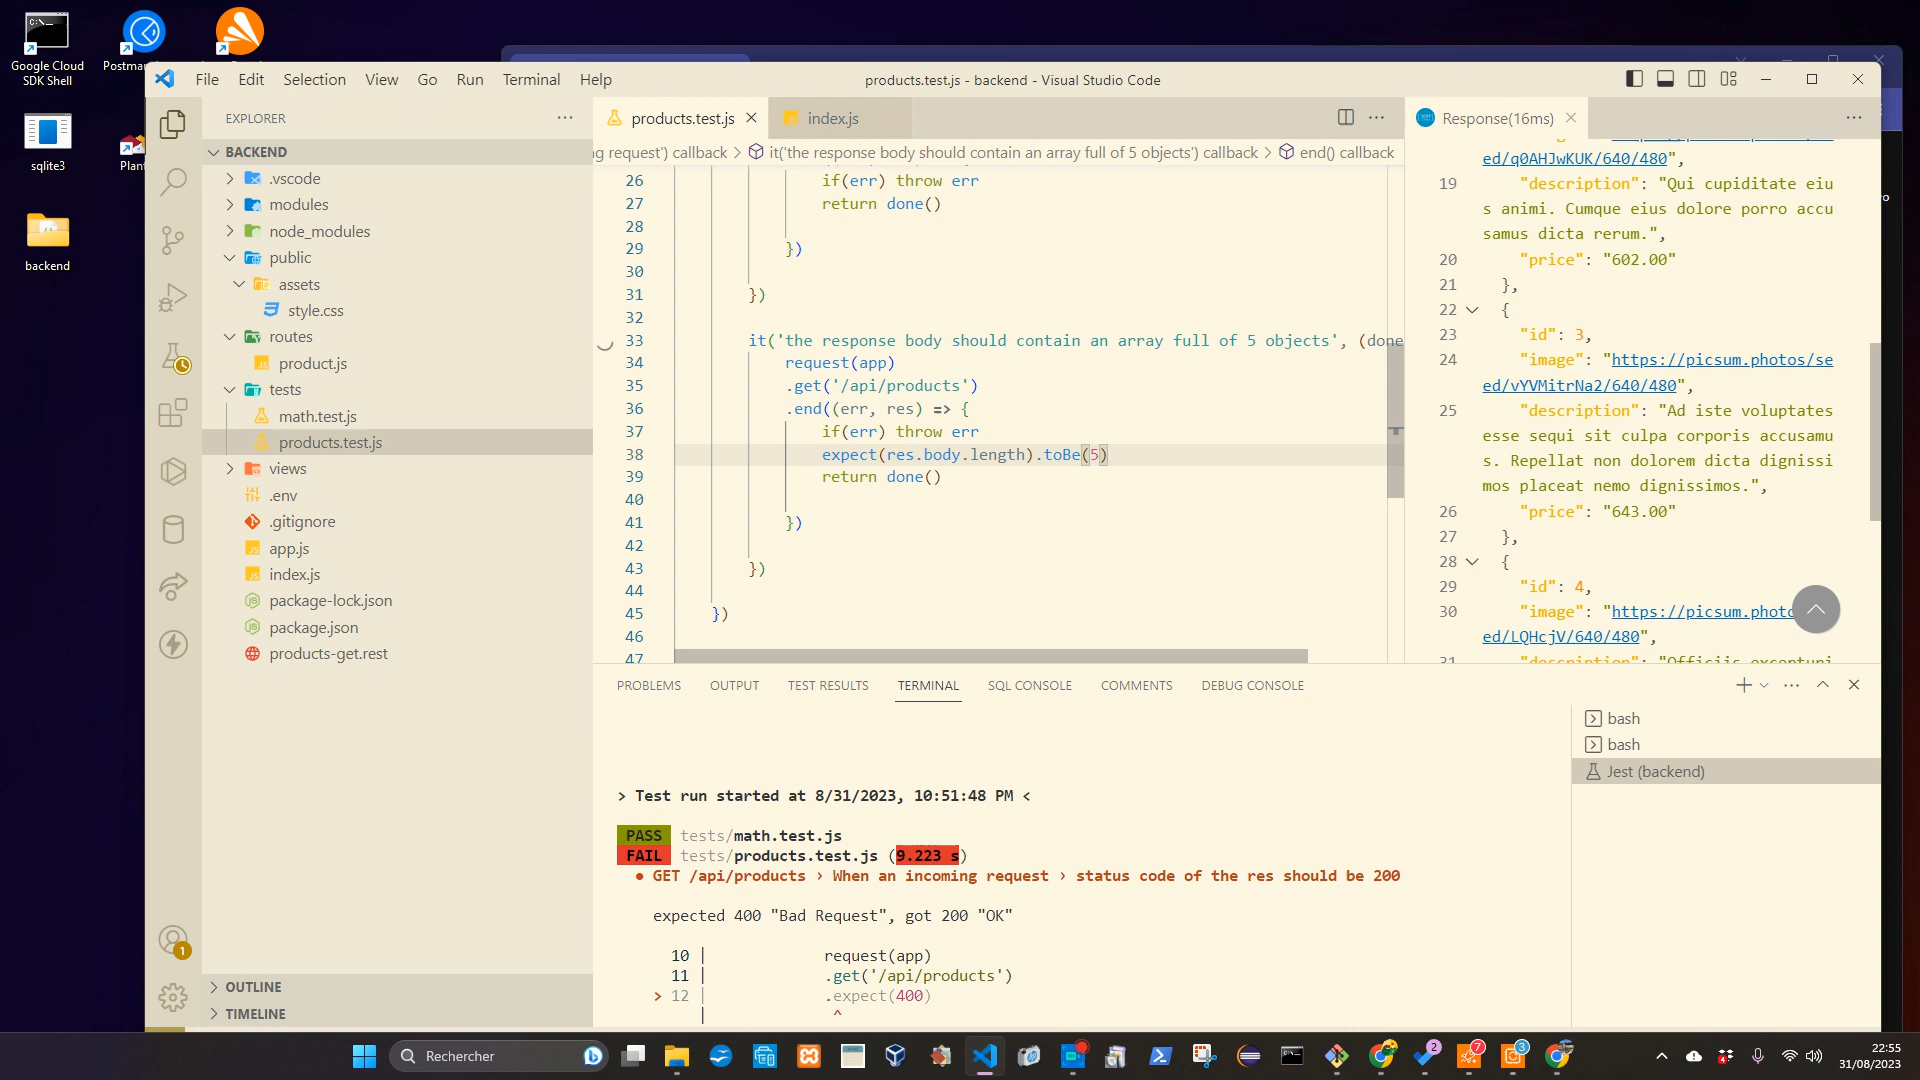 Google Cloud
SDK Shell
Postman
sqlite3
Plant
backend
File Edit Selection View Go Run Terminal Help
products.test.js - backend - Visual Studio Code
EXPLORER
BACKEND
.vscode
modules
node_modules
public
assets
style.css
routes
product.js
tests
math.test.js
products.test.js
views
.env
.gitignore
app.js
index.js
package-lock.json
package.json
products-get.rest
OUTLINE
TIMELINE
1
products.test.js
index.js
ng request') callback > it('the response body should contain an array full of 5 objects') callback > end() callback
26 if(err) throw err
27 return done()
28
29 })
30
31 })
32
33 it('the response body should contain an array full of 5 objects', (done
34 request(app)
35 .get('/api/products')
36 .end((err, res) => {
37 if(err) throw err
38 expect(res.body.length).toBe(5)
39 return done()
40
41 })
42
43 })
44
45 })
46
47
Response(16ms)
ed/q0AHJwKUK/640/480",
19 "description": "Qui cupiditate eiu
s animi. Cumque eius dolore porro accu
samus dicta rerum.",
20 "price": "602.00"
21 },
22 {
23 "id": 3,
24 "image": "https://picsum.photos/se
ed/vYVMitrNa2/640/480",
25 "description": "Ad iste voluptates
esse sequi sit culpa corporis accusamu
s. Repellat non dolorem dicta dignissi
mos placeat nemo dignissimos.",
26 "price": "643.00"
27 },
28 {
29 "id": 4,
30 "image": "https://picsum.photo
ed/LQHcjV/640/480",
31 "description": "Officiis excepturi
PROBLEMS OUTPUT TEST RESULTS TERMINAL SQL CONSOLE COMMENTS DEBUG CONSOLE
bash
bash
Jest (backend)
> Test run started at 8/31/2023, 10:51:48 PM <
PASS tests/math.test.js
FAIL tests/products.test.js (9.223 s)
● GET /api/products › When an incoming request › status code of the res should be 200
expected 400 "Bad Request", got 200 "OK"
10 | request(app)
11 | .get('/api/products')
> 12 | .expect(400)
| ^
Rechercher
2
7
3
22:55
31/08/2023